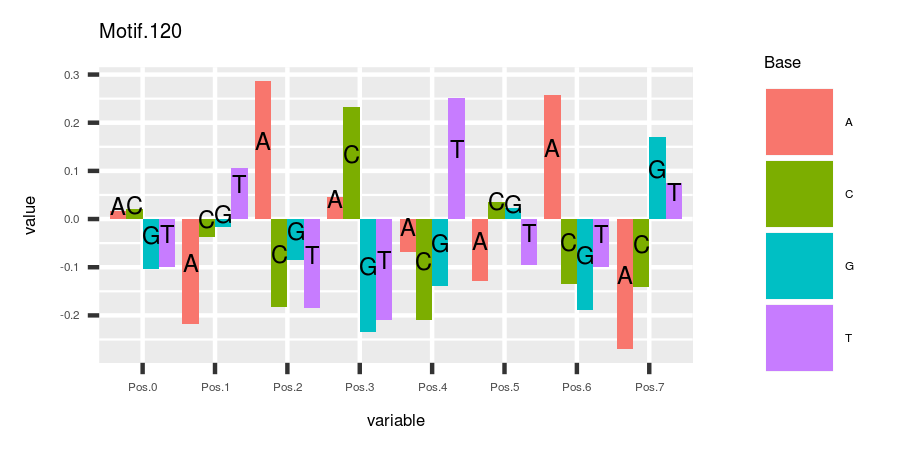 Motif.120
Base
value
0.3
0.2
0.1
0.0
-0.1
-0.2
A C G T
A C G T
A C G T
A C G T
A C G T
A C G T
A C G T
A C G T
Pos.0 Pos.1 Pos.2 Pos.3 Pos.4 Pos.5 Pos.6 Pos.7
variable
A
C
G
T